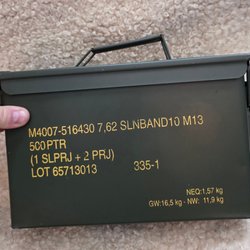 M4007-516430 7,62 SLNBAND10 M13
500PTR
(1 SLPRJ + 2 PRJ)
LOT 65713013 335-1
NEQ:1,57 kg
GW:16,5 kg - NW: 11,9 kg